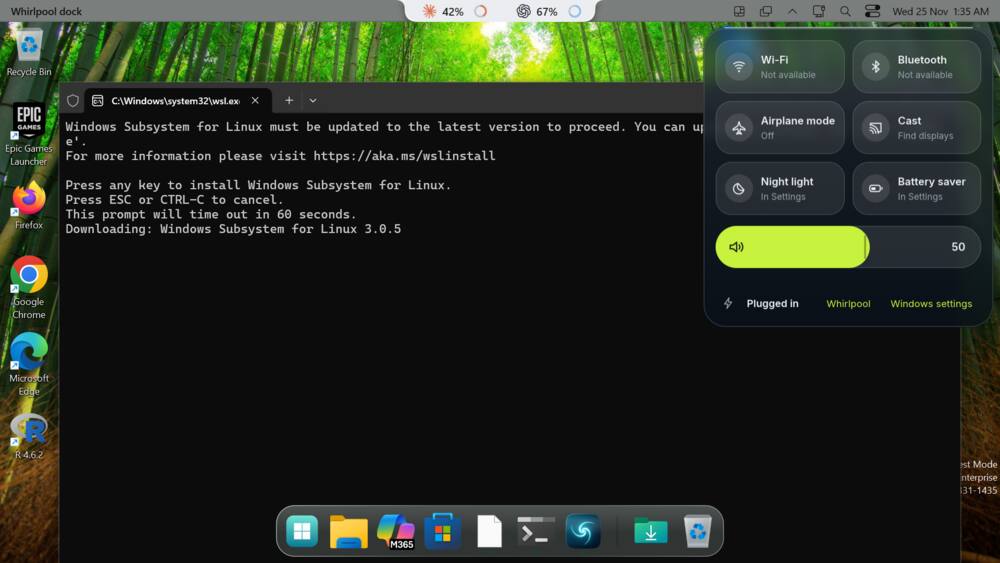 Whirlpool dock
42%
67%
Wed 25 Nov 1:35 AM
Recycle Bin
EPIC
GAMES
Epic Games
Launcher
Firefox
Google
Chrome
Microsoft
Edge
R 4.6.2
C:\Windows\system32\wsl.ex
Windows Subsystem for Linux must be updated to the latest version to proceed. You can up
e'.
For more information please visit https://aka.ms/wslinstall
Press any key to install Windows Subsystem for Linux.
Press ESC or CTRL-C to cancel.
This prompt will time out in 60 seconds.
Downloading: Windows Subsystem for Linux 3.0.5
Wi-Fi
Not available
Bluetooth
Not available
Airplane mode
Off
Cast
Find displays
Night light
In Settings
Battery saver
In Settings
50
Plugged in
Whirlpool
Windows settings
est Mode
nterprise
31-1435
M365